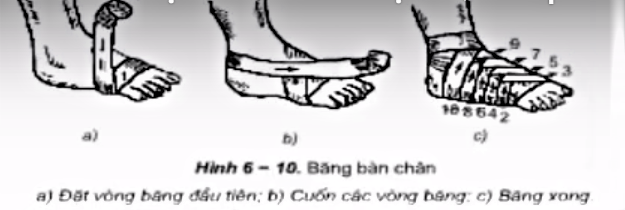 9
7
5
3
10 8 6 4 2
a)
b)
c)
Hình 6 – 10. Băng bàn chân
a) Đặt vòng băng đầu tiên; b) Cuốn các vòng băng; c) Băng xong